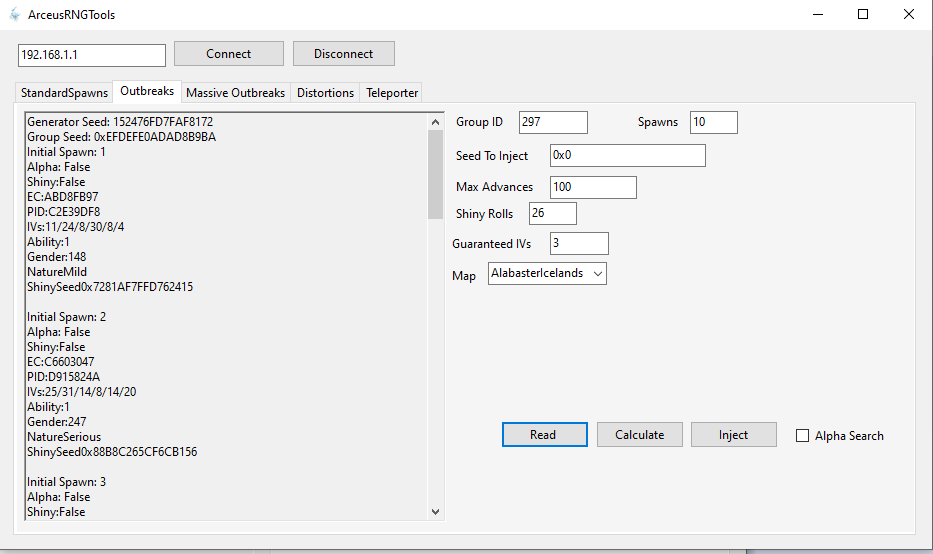 ArceusRNGTools
192.168.1.1 Connect Disconnect
StandardSpawns Outbreaks Massive Outbreaks Distortions Teleporter
Generator Seed: 152476FD7FAF8172
Group Seed: 0xEFDEFE0ADAD8B9BA
Initial Spawn: 1
Alpha: False
Shiny:False
EC:ABD8FB97
PID:C2E39DF8
IVs:11/24/8/30/8/4
Ability:1
Gender:148
NatureMild
ShinySeed0x7281AF7FFD762415
Initial Spawn: 2
Alpha: False
Shiny:False
EC:C6603047
PID:D915824A
IVs:25/31/14/8/14/20
Ability:1
Gender:247
NatureSerious
ShinySeed0x88B8C265CF6CB156
Initial Spawn: 3
Alpha: False
Shiny:False
Group ID 297 Spawns 10
Seed To Inject 0x0
Max Advances 100
Shiny Rolls 26
Guaranteed IVs 3
Map AlabasterIcelands
Read Calculate Inject Alpha Search